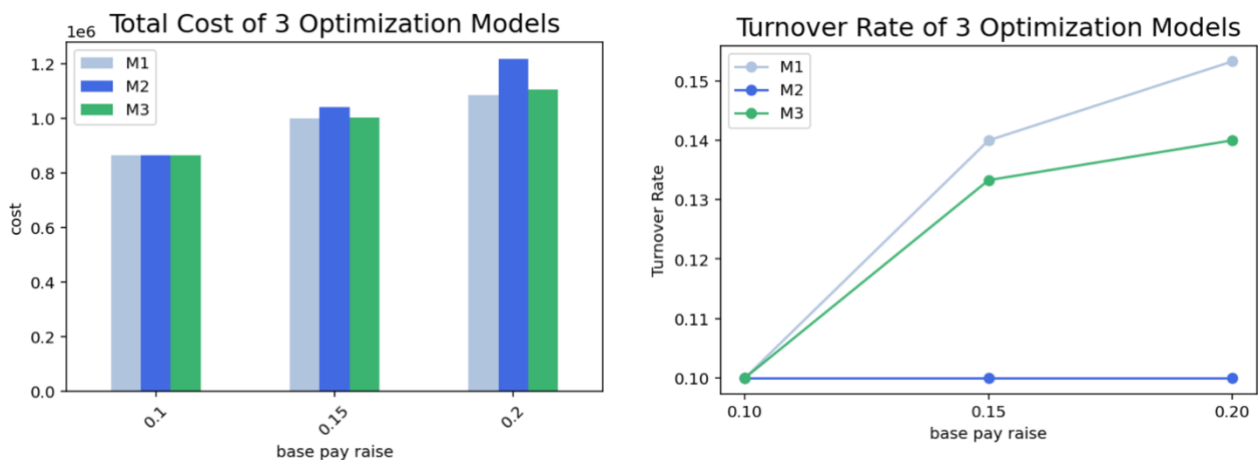 Total Cost of 3 Optimization Models
1e6
M1
M2
M3
1.2
1.0
0.8
0.6
0.4
0.2
0.0
cost
0.1
0.15
0.2
base pay raise
Turnover Rate of 3 Optimization Models
M1
M2
M3
0.15
0.14
0.13
0.12
0.11
0.10
Turnover Rate
0.10
0.15
0.20
base pay raise